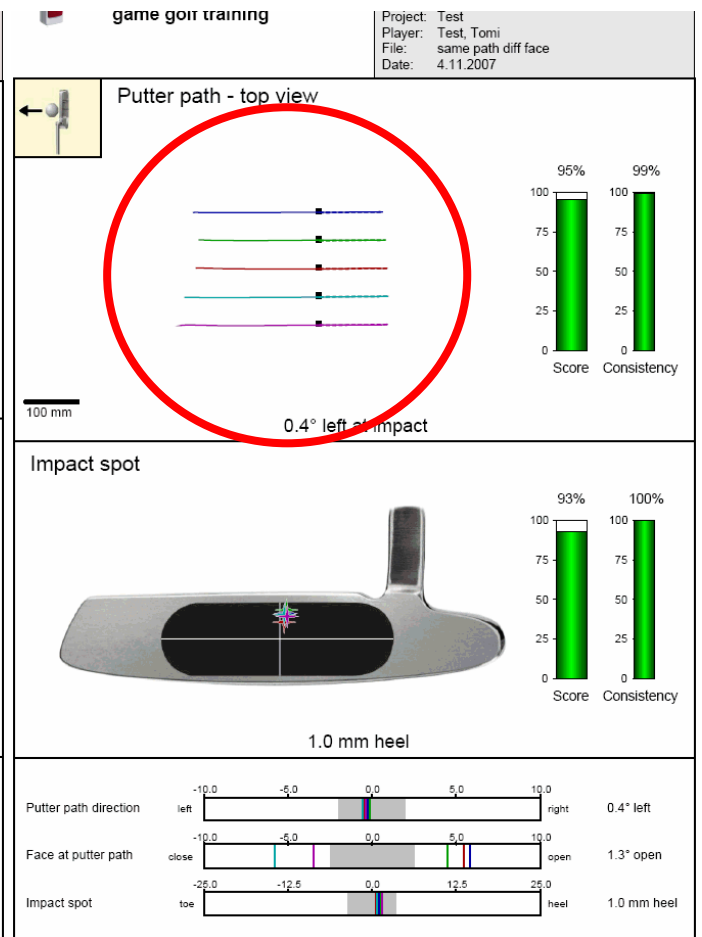 game golf training
Project: Test
Player: Test, Tomi
File: same path diff face
Date: 4.11.2007
Putter path - top view
95% 99%
100 100
75 75
50 50
25 25
0 0
Score Consistency
100 mm
0.4° left at impact
Impact spot
93% 100%
100 100
75 75
50 50
25 25
0 0
Score Consistency
1.0 mm heel
-10.0 -5.0 0,0 5,0 10.0
Putter path direction left right 0.4° left
-10.0 -5.0 0,0 5,0 10.0
Face at putter path close open 1.3° open
-25.0 -12.5 0,0 12.5 25.0
Impact spot toe heel 1.0 mm heel